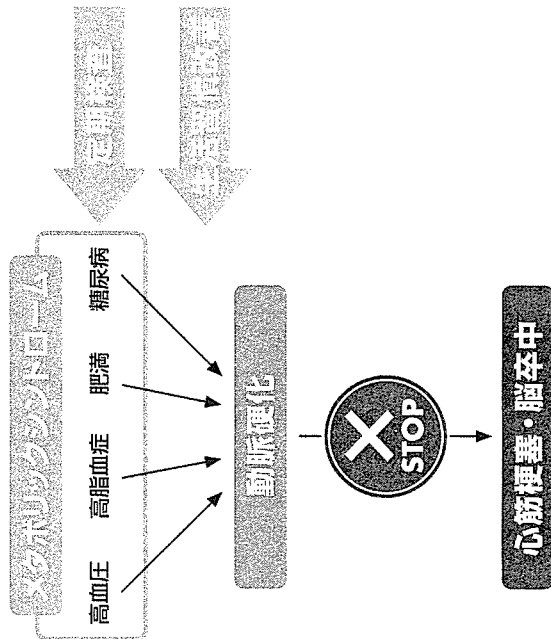 メタボリックシンドローム
高血圧
高脂血症
肥満
糖尿病
定期検査
生活習慣改善
動脈硬化
STOP
心筋梗塞・脳卒中